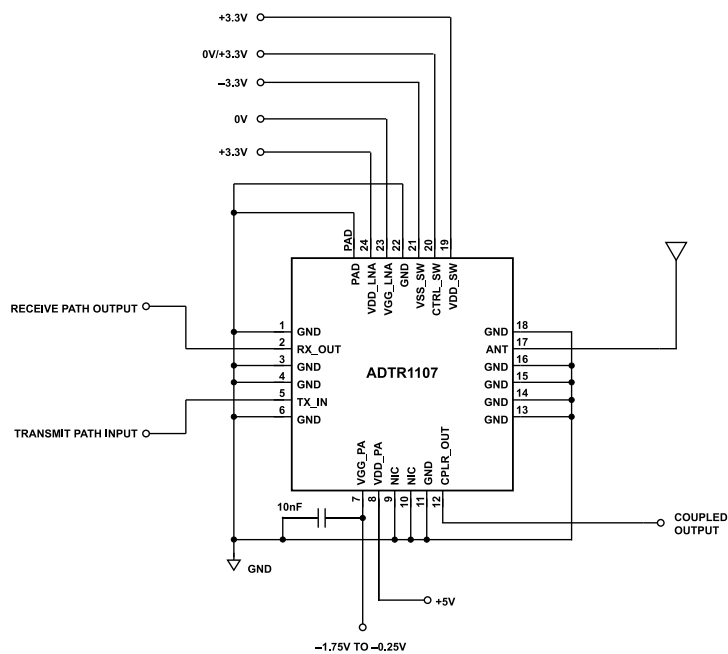 +3.3V
0V/+3.3V
–3.3V
0V
+3.3V
PAD
24
23
22
21
20
19
PAD
VDD_LNA
VGG_LNA
GND
VSS_SW
CTRL_SW
VDD_SW
RECEIVE PATH OUTPUT
TRANSMIT PATH INPUT
1 GND
2 RX_OUT
3 GND
4 GND
5 TX_IN
6 GND
ADTR1107
GND 18
ANT 17
GND 16
GND 15
GND 14
GND 13
VGG_PA
VDD_PA
NIC
NIC
GND
CPLR_OUT
7
8
9
10
11
12
10nF
COUPLED
OUTPUT
GND
+5V
–1.75V TO –0.25V